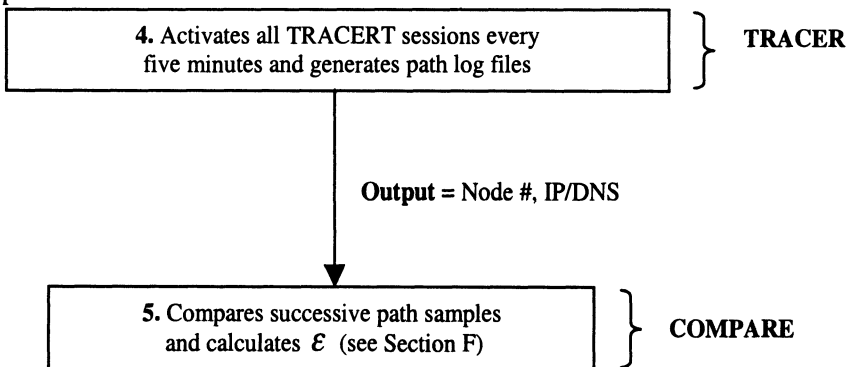 4. Activates all TRACERT sessions every
five minutes and generates path log files
TRACER
Output = Node #, IP/DNS
5. Compares successive path samples
and calculates ℰ (see Section F)
COMPARE